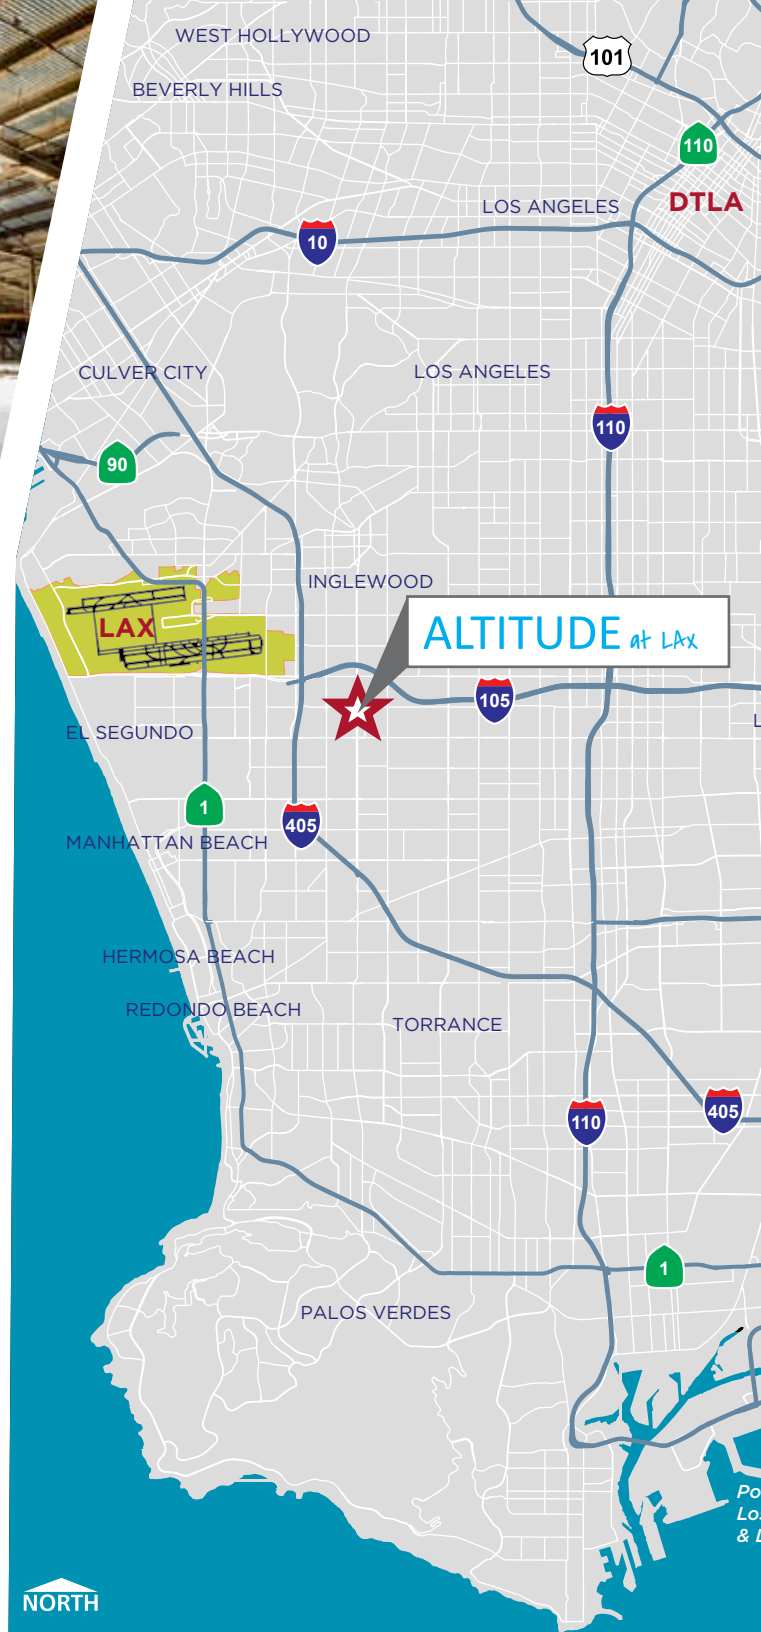 WEST HOLLYWOOD
101
BEVERLY HILLS
110
DTLA
LOS ANGELES
10
CULVER CITY
LOS ANGELES
110
90
INGLEWOOD
LAX
ALTITUDE at LAX
105
EL SEGUNDO
1
405
MANHATTAN BEACH
HERMOSA BEACH
REDONDO BEACH
TORRANCE
405
110
1
PALOS VERDES
& L
NORTH